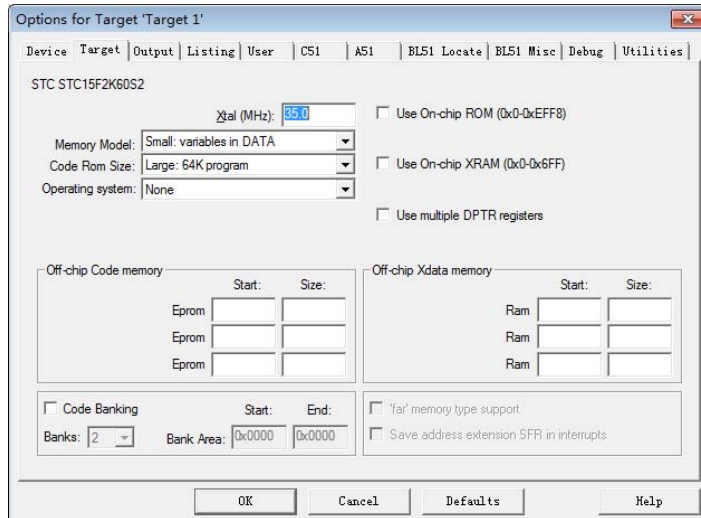 Options for Target 'Target 1'
Device Target Output Listing User C51 A51 BL51 Locate BL51 Misc Debug Utilities
STC STC15F2K60S2
Xtal (MHz): 35.0 Use On-chip ROM (0x0-0xEFF8)
Memory Model: Small: variables in DATA
Code Rom Size: Large: 64K program Use On-chip XRAM (0x0-0x6FF)
Operating system: None
Use multiple DPTR registers
Off-chip Code memory Off-chip Xdata memory
Start: Size: Start: Size:
Eprom Ram
Eprom Ram
Eprom Ram
Code Banking Start: End: 'far' memory type support
Banks: 2 Bank Area: 0x0000 0x0000 Save address extension SFR in interrupts
OK Cancel Defaults Help